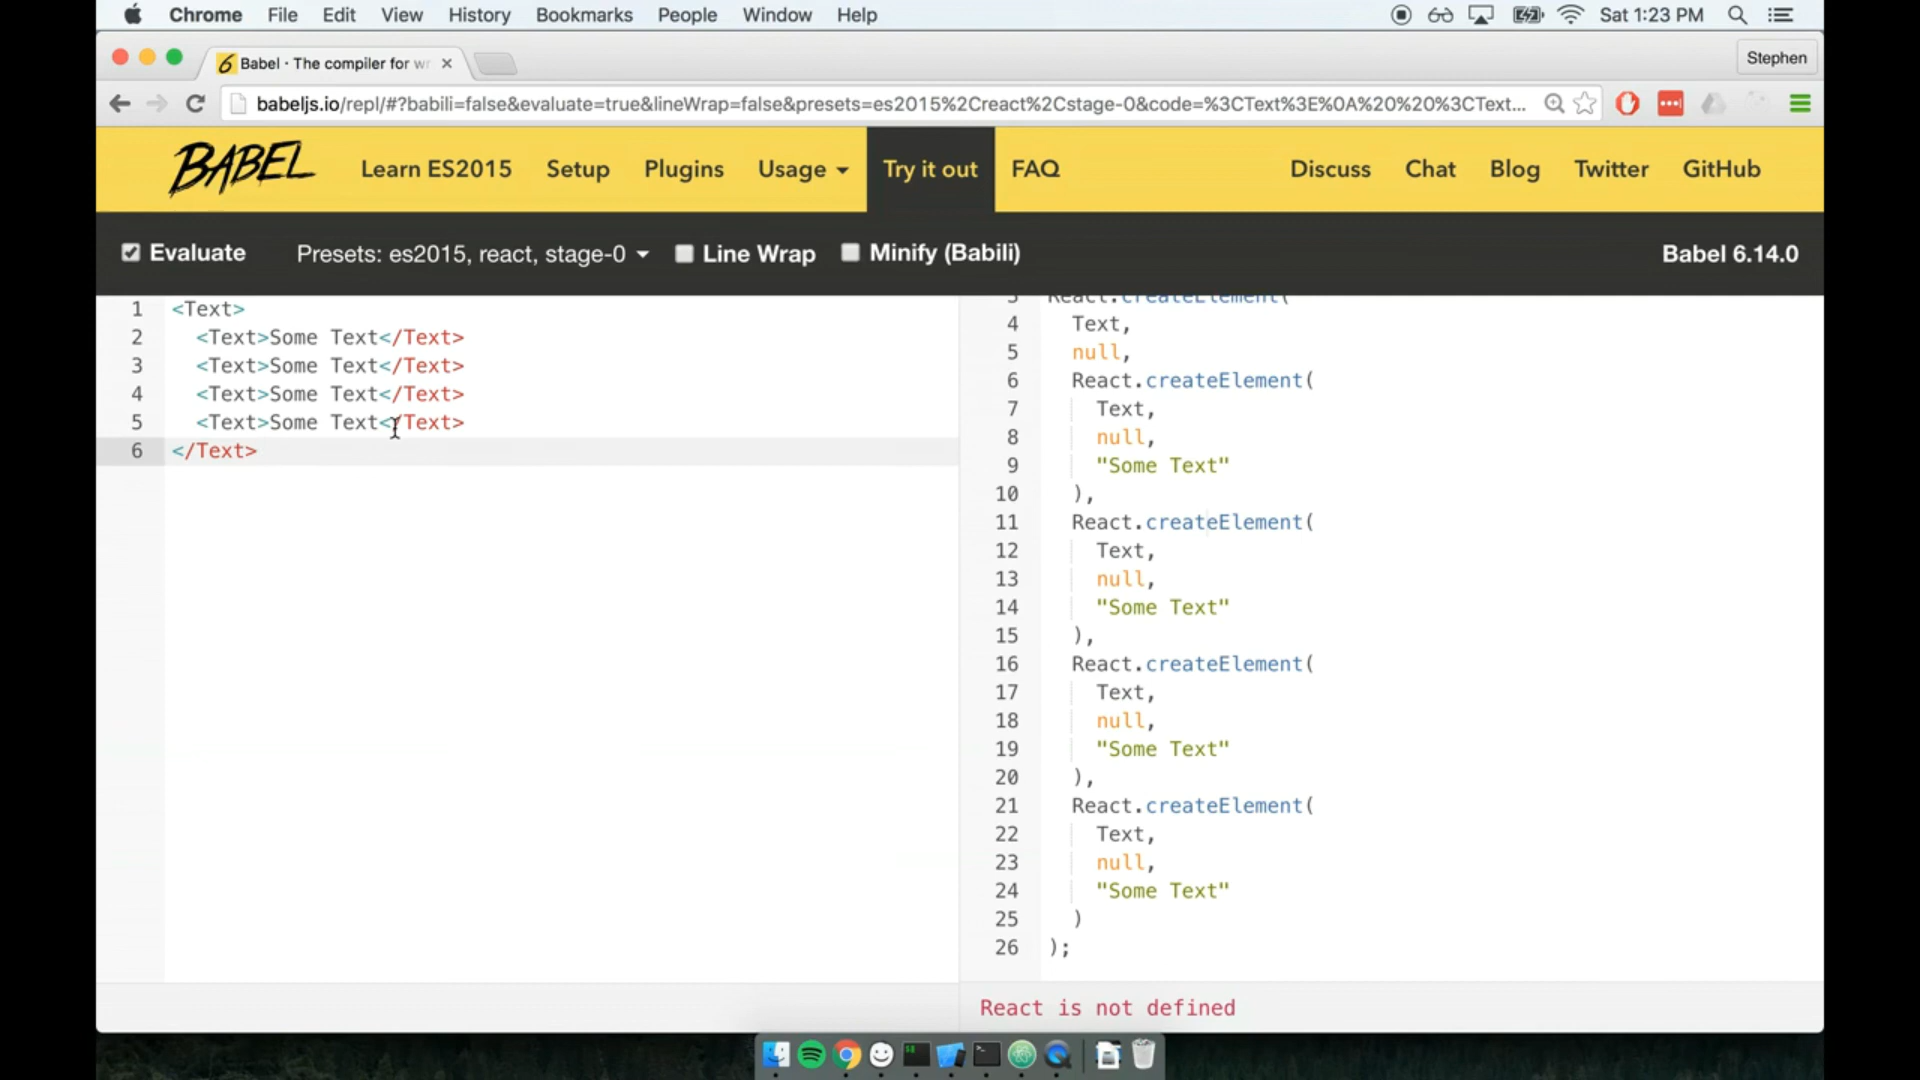 Chrome File Edit View History Bookmarks People Window Help Sat 1:23 PM
Babel · The compiler for wr Stephen
babeljs.io/repl/#?babili=false&evaluate=true&lineWrap=false&presets=es2015%2Creact%2Cstage-0&code=%3CText%3E%0A%20%20%3CText...
BABEL Learn ES2015 Setup Plugins Usage Try it out FAQ Discuss Chat Blog Twitter GitHub
Evaluate Presets: es2015, react, stage-0 Line Wrap Minify (Babili) Babel 6.14.0
1 <Text>
2 <Text>Some Text</Text>
3 <Text>Some Text</Text>
4 <Text>Some Text</Text>
5 <Text>Some Text</Text>
6 </Text>
3 React.createElement(
4 Text,
5 null,
6 React.createElement(
7 Text,
8 null,
9 "Some Text"
10 ),
11 React.createElement(
12 Text,
13 null,
14 "Some Text"
15 ),
16 React.createElement(
17 Text,
18 null,
19 "Some Text"
20 ),
21 React.createElement(
22 Text,
23 null,
24 "Some Text"
25 )
26 );
React is not defined